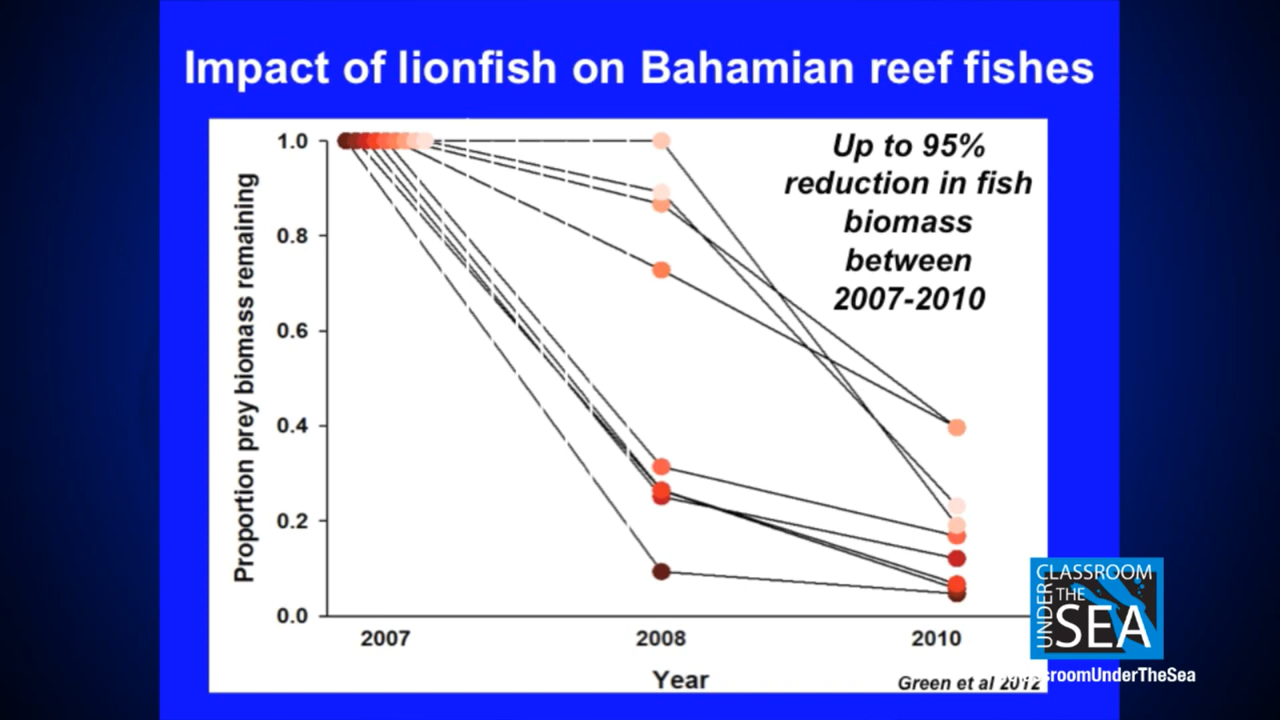 Impact of lionfish on Bahamian reef fishes
Up to 95%
reduction in fish
biomass
between
2007-2010
Proportion prey biomass remaining
1.0
0.8
0.6
0.4
0.2
0.0
2007
2008
2010
Year
Green et al 2012
CLASSROOM
UNDER
THE
SEA
sroomUnderTheSea